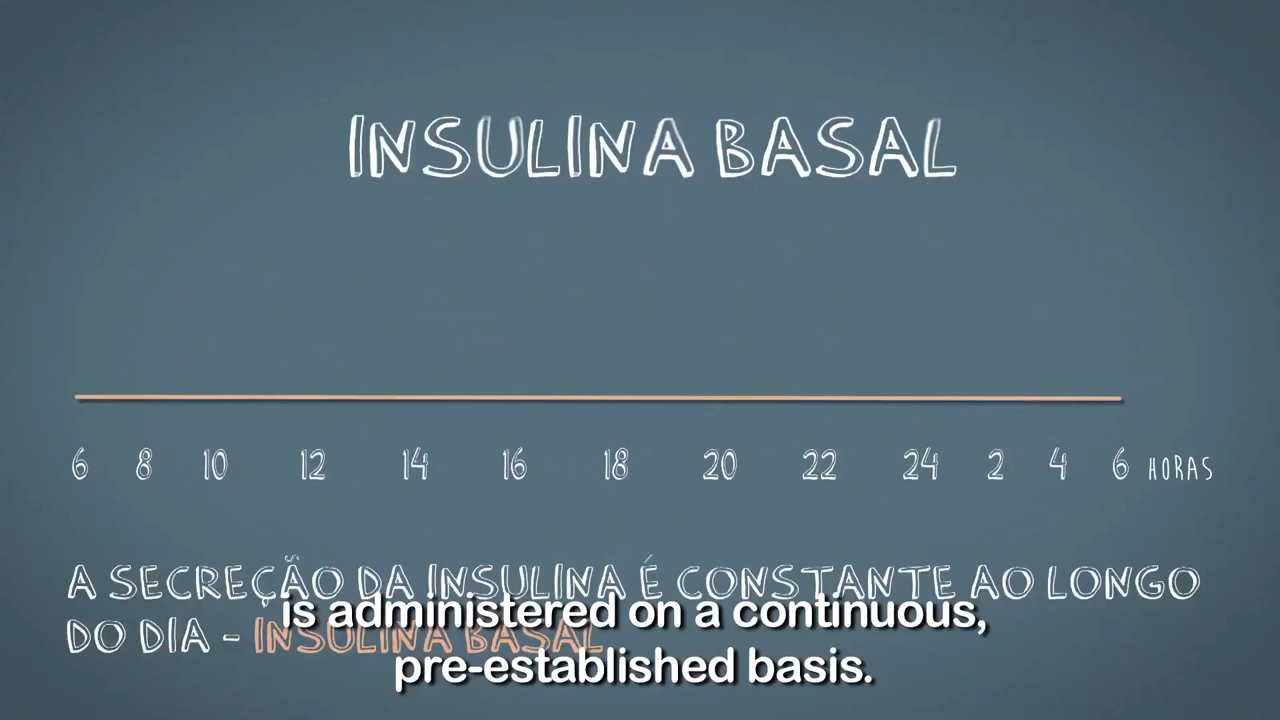 INSULINA BASAL
6 8 10 12 14 16 18 20 22 24 2 4 6 HORAS
A SECREÇÃO DA INSULINA É CONSTANTE AO LONGO
DO DIA - INSULINA BASAL
is administered on a continuous,
pre-established basis.